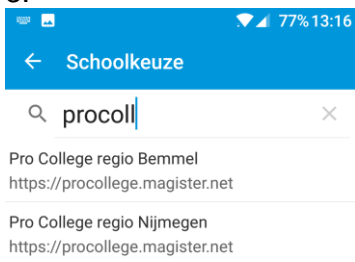 77% 13:16
Schoolkeuze
procoll
Pro College regio Bemmel
https://procollege.magister.net
Pro College regio Nijmegen
https://procollege.magister.net